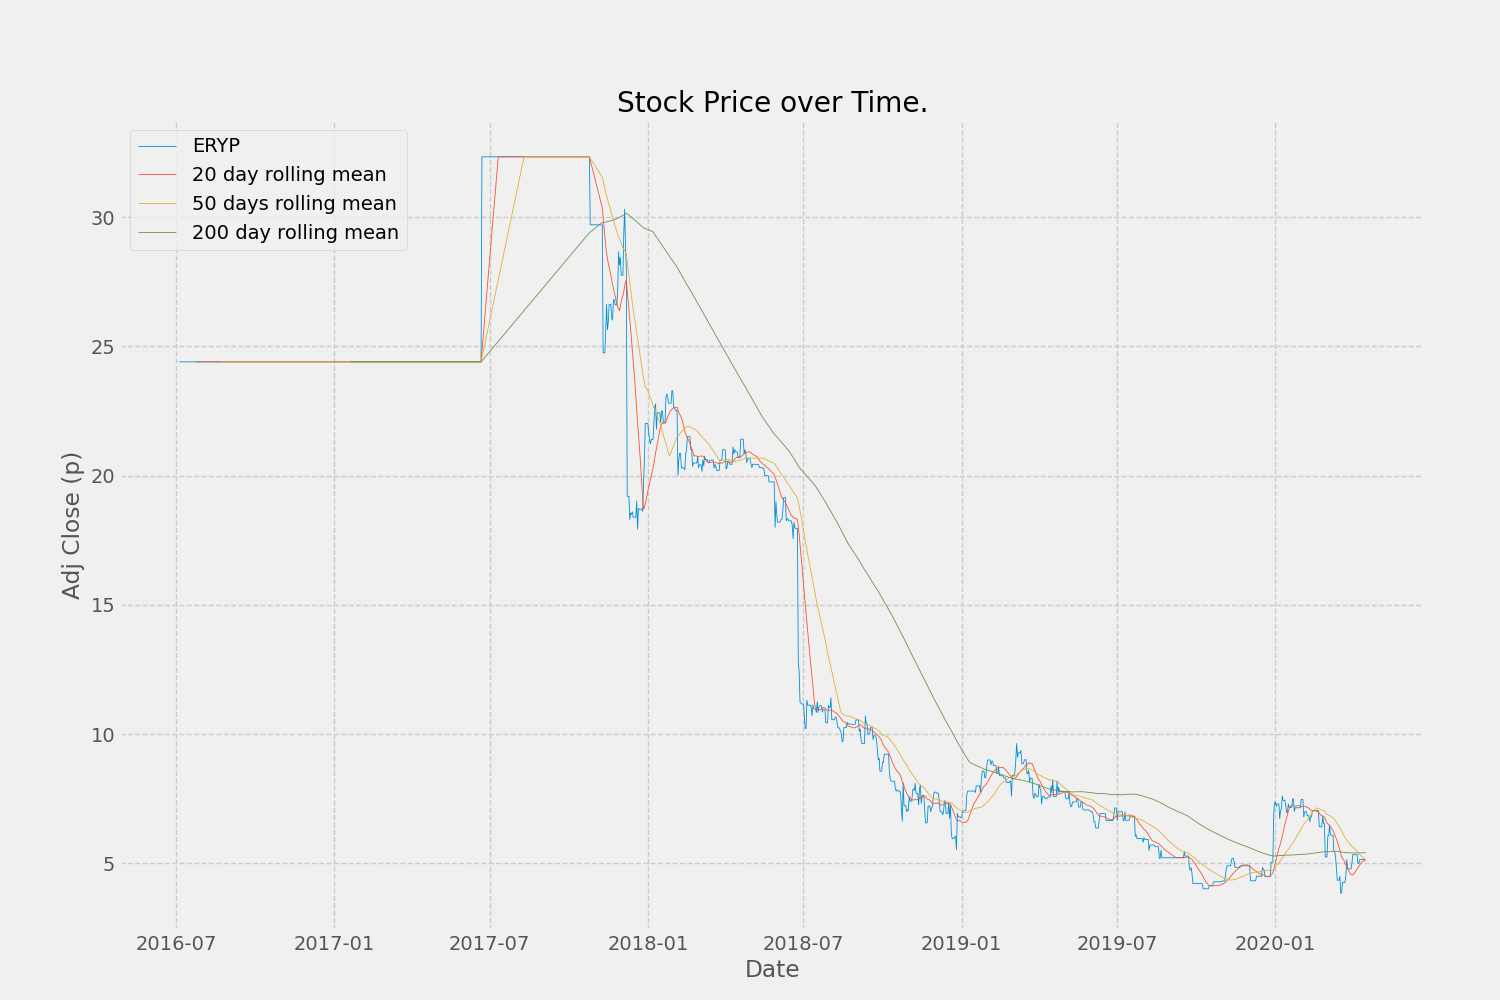 Stock Price over Time.
ERYP
20 day rolling mean
50 days rolling mean
200 day rolling mean
Adj Close (p)
30
25
20
15
10
5
2016-07
2017-01
2017-07
2018-01
2018-07
2019-01
2019-07
2020-01
Date